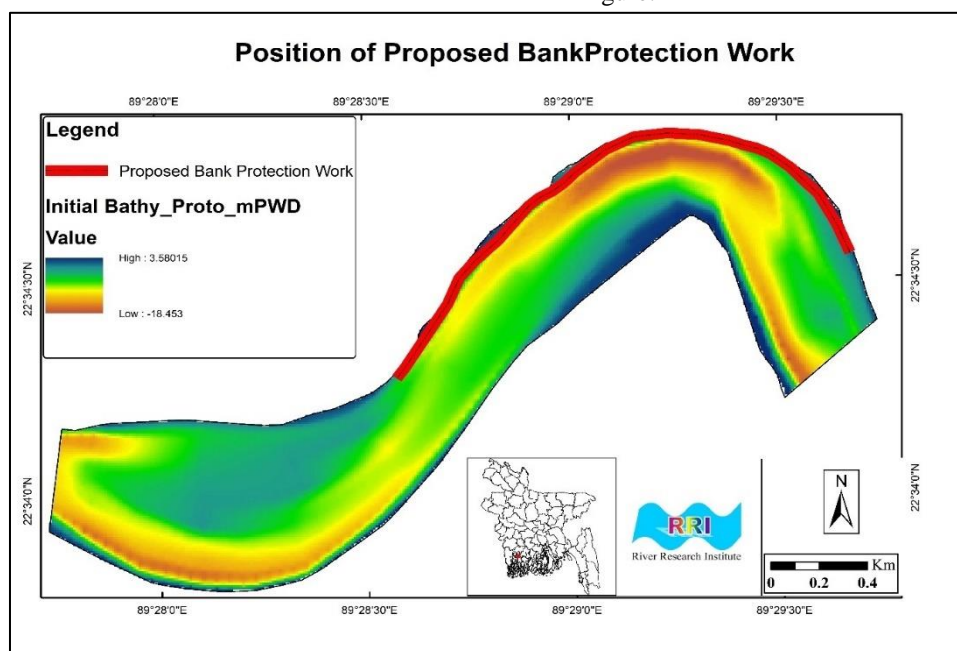 Position of Proposed BankProtection Work
89°28'0"E 89°28'30"E 89°29'0"E 89°29'30"E
Legend
Proposed Bank Protection Work
Initial Bathy_Proto_mPWD
Value
High : 3.58015
Low : -18.453
22°34'30"N
22°34'30"N
22°34'0"N
22°34'0"N
RRI
River Research Institute
N
Km
0 0.2 0.4
89°28'0"E 89°28'30"E 89°29'0"E 89°29'30"E